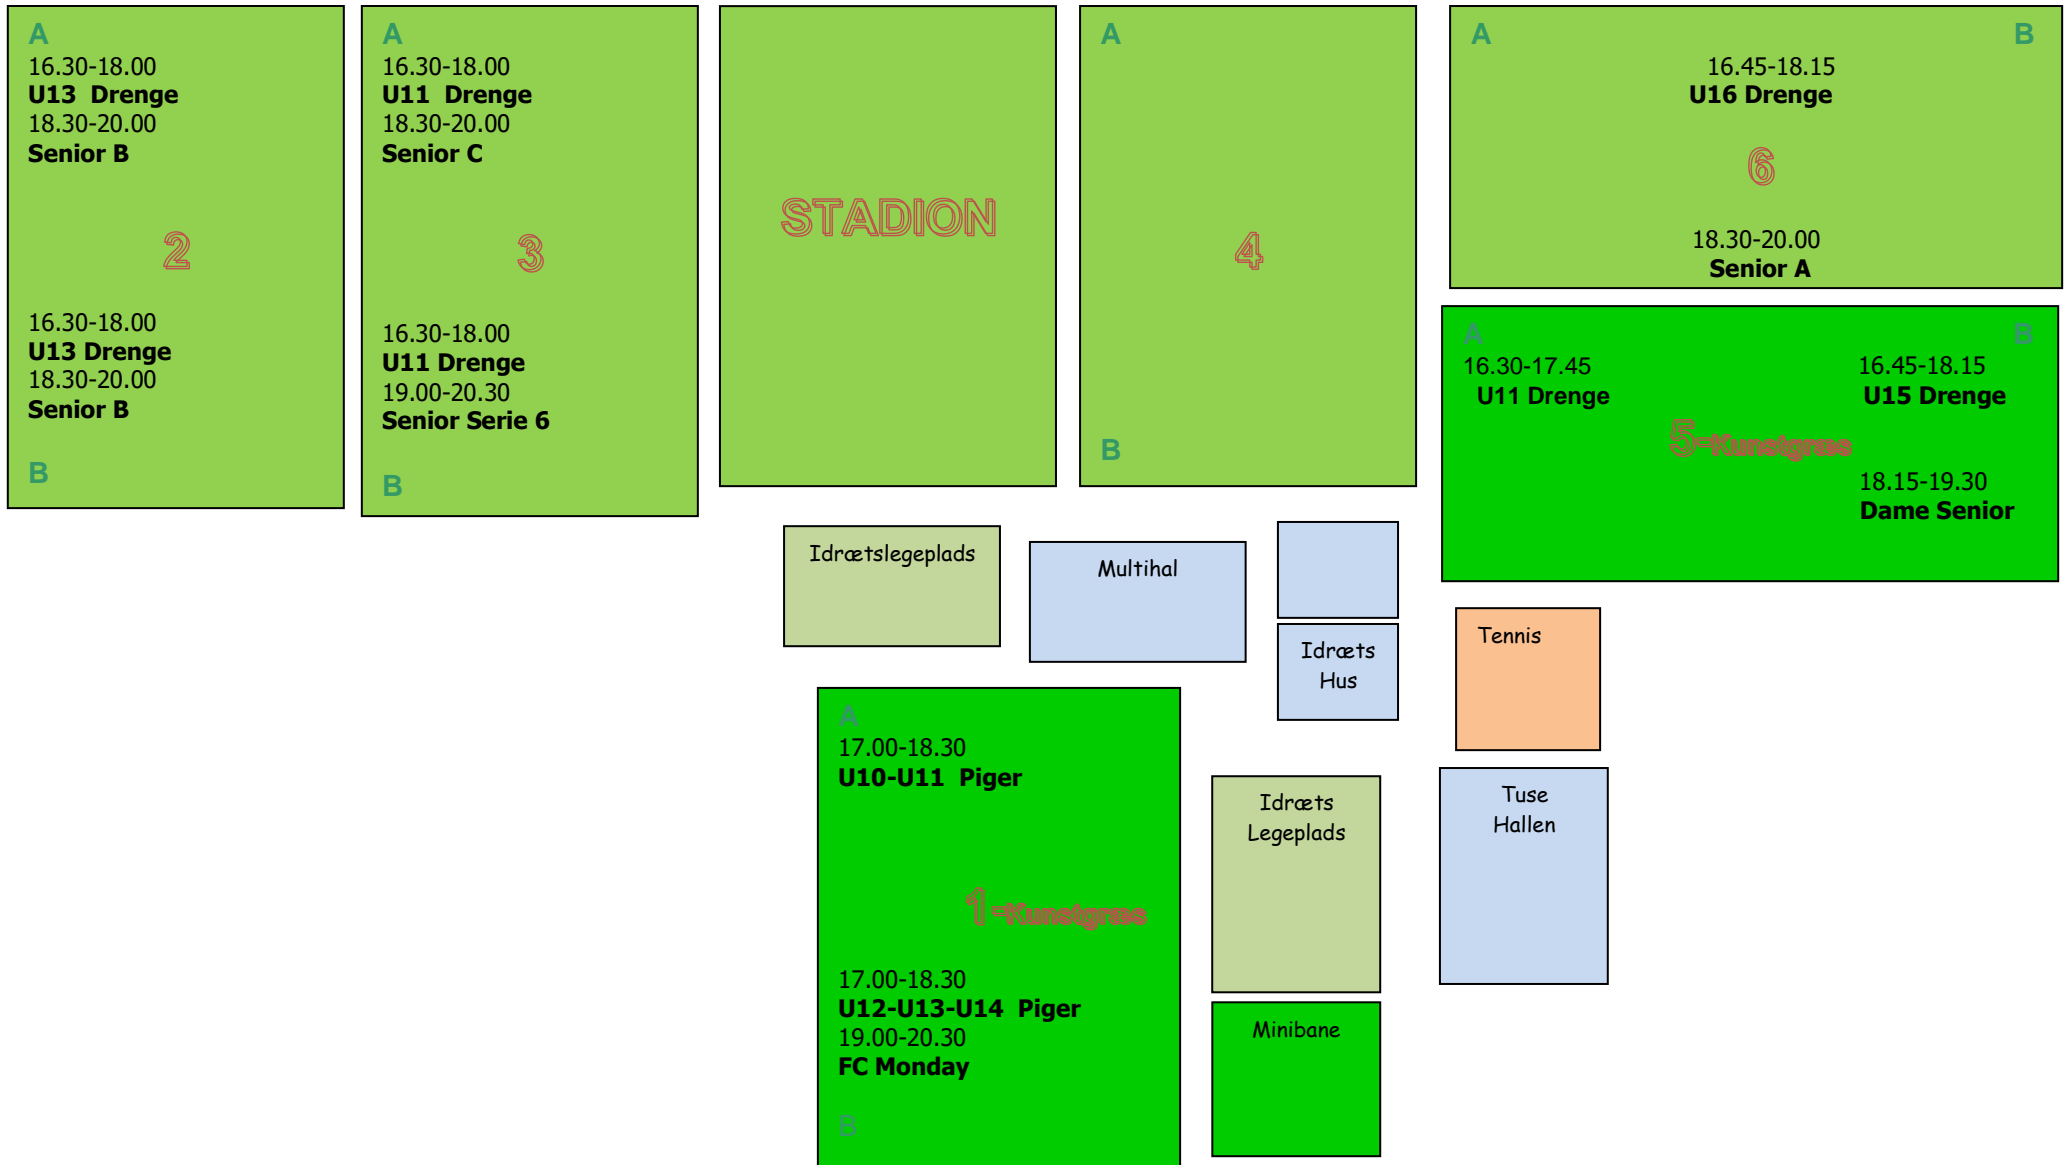 A
16.30-18.00
U13  Drenge
18.30-20.00
Senior B
2
16.30-18.00
U13 Drenge
18.30-20.00
Senior B
B
A
16.30-18.00
U11  Drenge
18.30-20.00
Senior C
3
16.30-18.00
U11 Drenge
19.00-20.30
Senior Serie 6
B
STADION
A
4
B
A B
16.45-18.15
U16 Drenge
6
18.30-20.00
Senior A
A B
16.30-17.45
U11 Drenge
16.45-18.15
U15 Drenge
5-Kunstgræs
18.15-19.30
Dame Senior
Idrætslegeplads
Multihal
Idræts
Hus
Tennis
A
17.00-18.30
U10-U11  Piger
1-Kunstgræs
17.00-18.30
U12-U13-U14  Piger
19.00-20.30
FC Monday
B
Idræts
Legeplads
Tuse
Hallen
Minibane